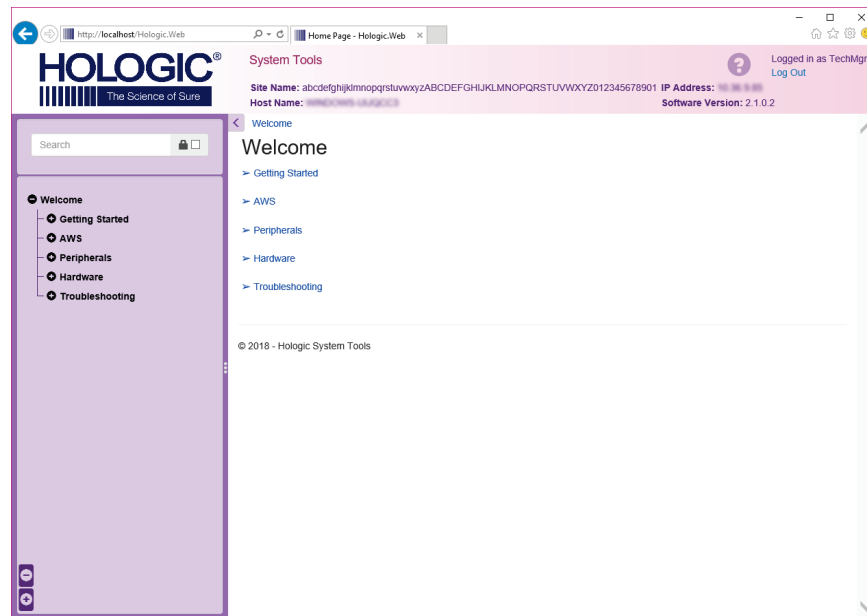 http://localhost/Hologic.Web
Home Page - Hologic.Web
HOLOGIC®
The Science of Sure
System Tools
Logged in as TechMgr
Log Out
Site Name: abcdefghijklmnopqrstuvwxyzABCDEFGHIJKLMNOPQRSTUVWXYZ012345678901 IP Address:
Host Name:
Software Version: 2.1.0.2
Search
Welcome
Getting Started
AWS
Peripherals
Hardware
Troubleshooting
Welcome
Welcome
➢ Getting Started
➢ AWS
➢ Peripherals
➢ Hardware
➢ Troubleshooting
© 2018 - Hologic System Tools